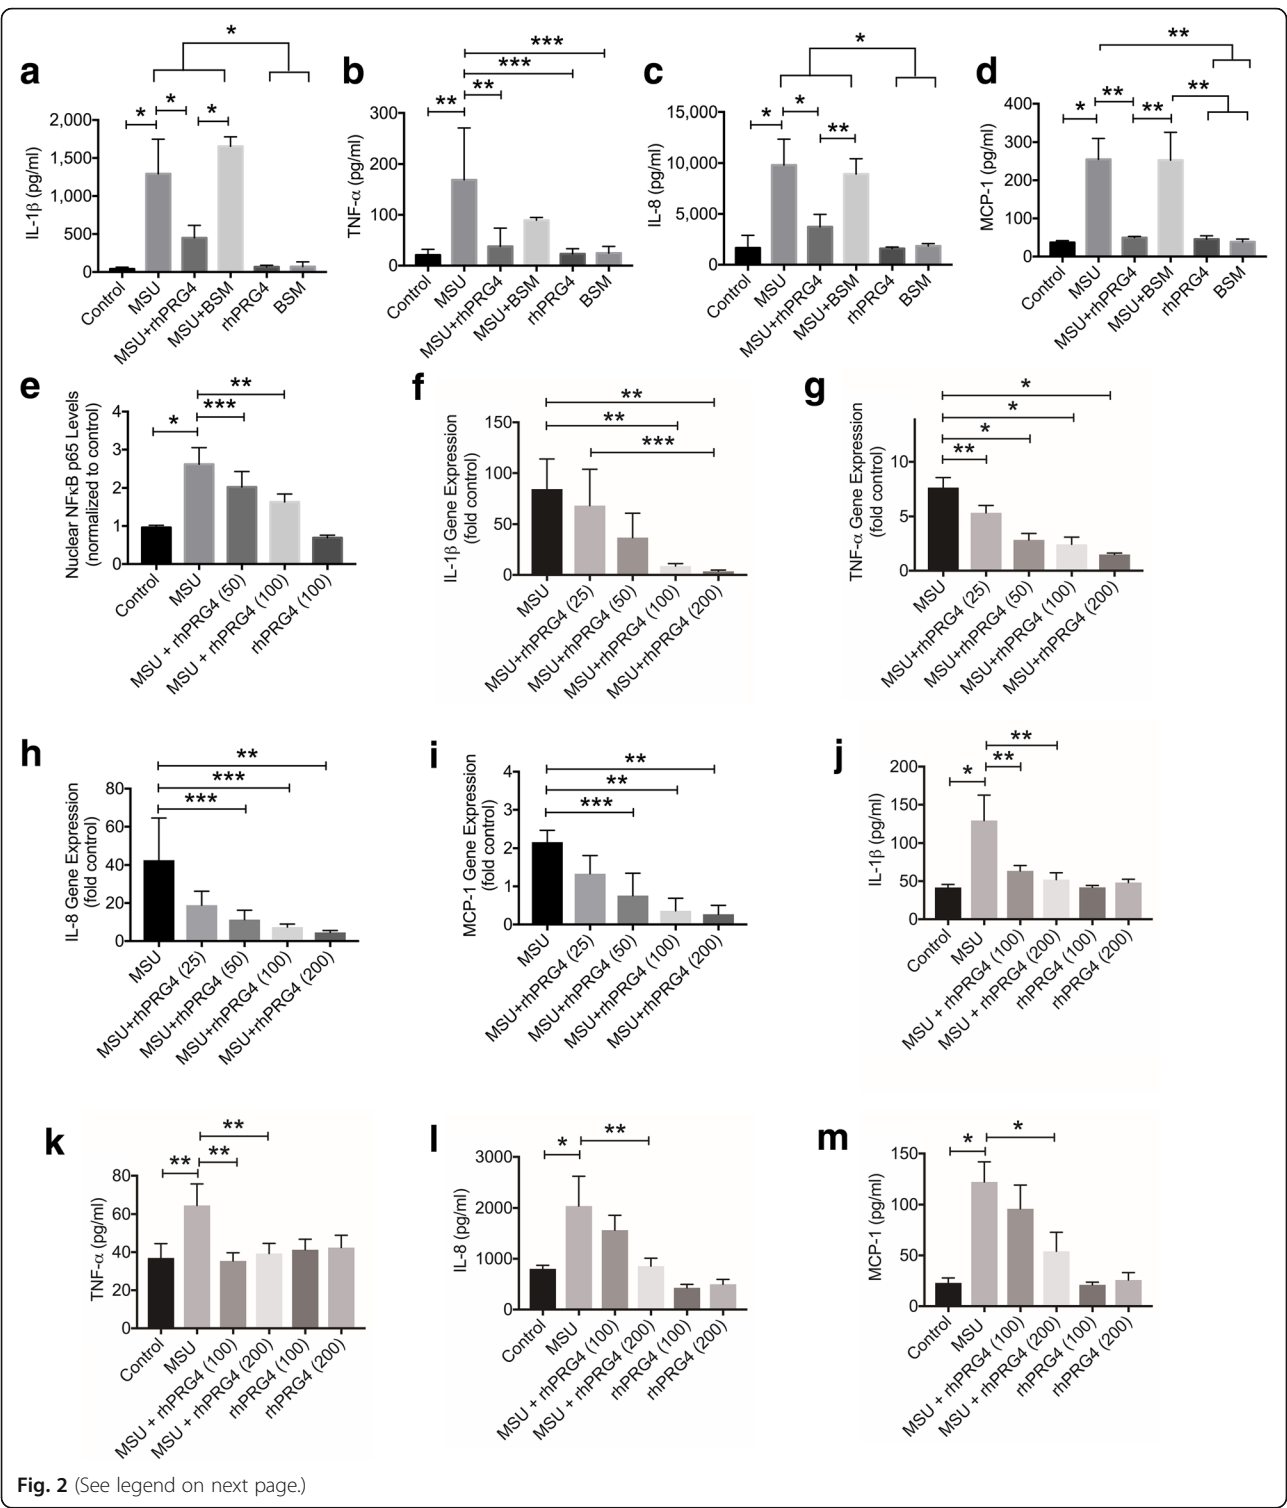 a
*
*
*
*
IL-1β (pg/ml)
2,000
1,500
1,000
500
0
Control
MSU
MSU+rhPRG4
MSU+BSM
rhPRG4
BSM
b
***
***
**
**
TNF-α (pg/ml)
300
200
100
0
Control
MSU
MSU+rhPRG4
MSU+BSM
rhPRG4
BSM
c
*
*
*
**
IL-8 (pg/ml)
15,000
10,000
5,000
0
Control
MSU
MSU+rhPRG4
MSU+BSM
rhPRG4
BSM
d
**
**
**
*
**
MCP-1 (pg/ml)
400
300
200
100
0
Control
MSU
MSU+rhPRG4
MSU+BSM
rhPRG4
BSM
e
**
***
*
Nuclear NFκB p65 Levels
(normalized to control)
4
3
2
1
0
Control
MSU
MSU + rhPRG4 (50)
MSU + rhPRG4 (100)
rhPRG4 (100)
f
**
**
***
IL-1β Gene Expression
(fold control)
150
100
50
0
MSU
MSU+rhPRG4 (25)
MSU+rhPRG4 (50)
MSU+rhPRG4 (100)
MSU+rhPRG4 (200)
g
*
*
*
**
TNF-α Gene Expression
(fold control)
10
5
0
MSU
MSU+rhPRG4 (25)
MSU+rhPRG4 (50)
MSU+rhPRG4 (100)
MSU+rhPRG4 (200)
h
**
***
***
IL-8 Gene Expression
(fold control)
80
60
40
20
0
MSU
MSU+rhPRG4 (25)
MSU+rhPRG4 (50)
MSU+rhPRG4 (100)
MSU+rhPRG4 (200)
i
**
**
***
MCP-1 Gene Expression
(fold control)
4
3
2
1
0
MSU
MSU+rhPRG4 (25)
MSU+rhPRG4 (50)
MSU+rhPRG4 (100)
MSU+rhPRG4 (200)
j
**
**
*
IL-1β (pg/ml)
200
150
100
50
0
Control
MSU
MSU + rhPRG4 (100)
MSU + rhPRG4 (200)
rhPRG4 (100)
rhPRG4 (200)
k
**
**
**
TNF-α (pg/ml)
80
60
40
20
0
Control
MSU
MSU + rhPRG4 (100)
MSU + rhPRG4 (200)
rhPRG4 (100)
rhPRG4 (200)
l
*
**
IL-8 (pg/ml)
3000
2000
1000
0
Control
MSU
MSU + rhPRG4 (100)
MSU + rhPRG4 (200)
rhPRG4 (100)
rhPRG4 (200)
m
*
*
MCP-1 (pg/ml)
150
100
50
0
Control
MSU
MSU + rhPRG4 (100)
MSU + rhPRG4 (200)
rhPRG4 (100)
rhPRG4 (200)
Fig. 2 (See legend on next page.)